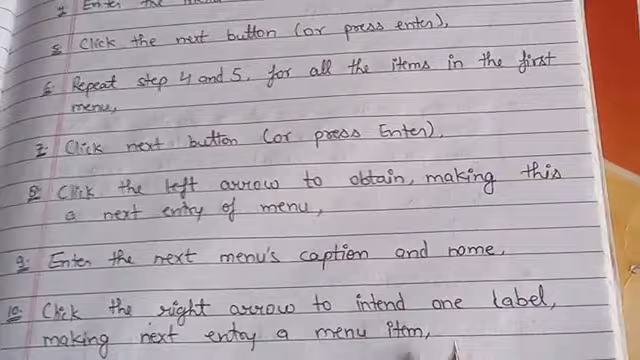 Enter the menu
5. Click the next button (or press enter),
6. Repeat step 4 and 5, for all the items in the first
menu,
7. Click next button (or press Enter).
8. Click the left arrow to obtain, making this
a next entry of menu,
9. Enter the next menu's caption and name,
10. Click the right arrow to intend one label,
making next entry a menu item,